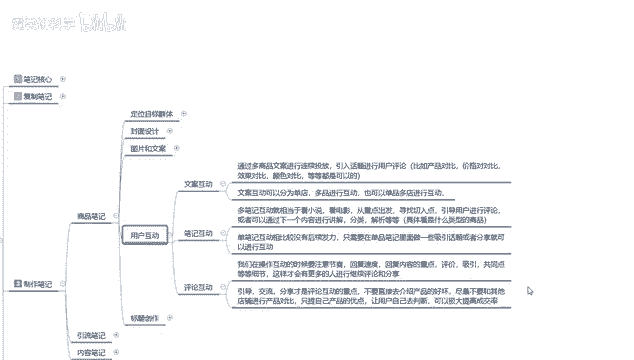 笔记核心
复制笔记
定位目标群体
封面设计
图片和文案
通过多商品文案进行连续投放，引入话题进行用户评论（比如产品对比，价格对对比，
效果对比，颜色对比，等等都是可以的）
文案互动
文案互动可以分为单店，多品进行互动，也可以单品多店进行互动。
多笔记互动就相当于看小说，看电影，从重点出发，寻找切入点，引导用户进行评论，
或者可以通过下一个内容进行讲解，分类，解析等等（具体看是什么类型的商品）
商品笔记
用户互动
笔记互动
单笔记互动相比较没有后续发力，只需要在单品笔记里面做一些吸引话题或者分享就可
以进行互动
我们在操作互动的时候要注意节奏，回复速度，回复内容的重点，评价，吸引，共同点
等等细节，这样才会有更多的人进行继续评论和分享
制作笔记
评论互动
引导，交流，分享才是评论互动的重点，不要直接去介绍产品的好坏，尽量不要和其他
店铺进行产品对比，只提自己产品的优点，让用户自己去判断，可以极大提高成交率
标题创作
引流笔记
内容笔记